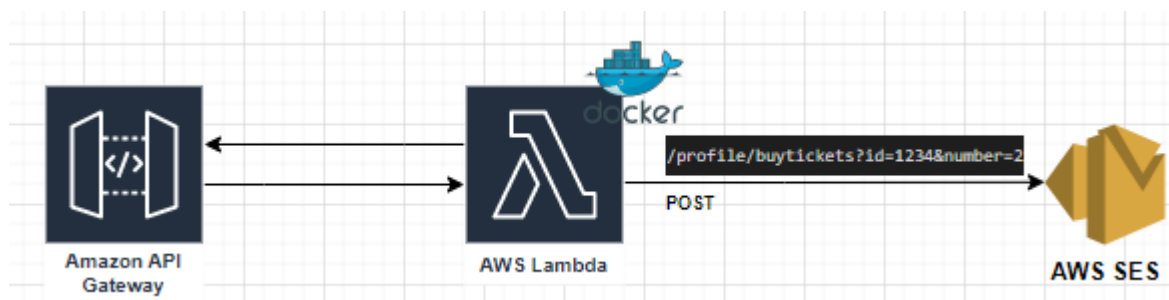 docker
</>
/profile/buytickets?id=1234&number=2
POST
Amazon API
Gateway
AWS Lambda
AWS SES